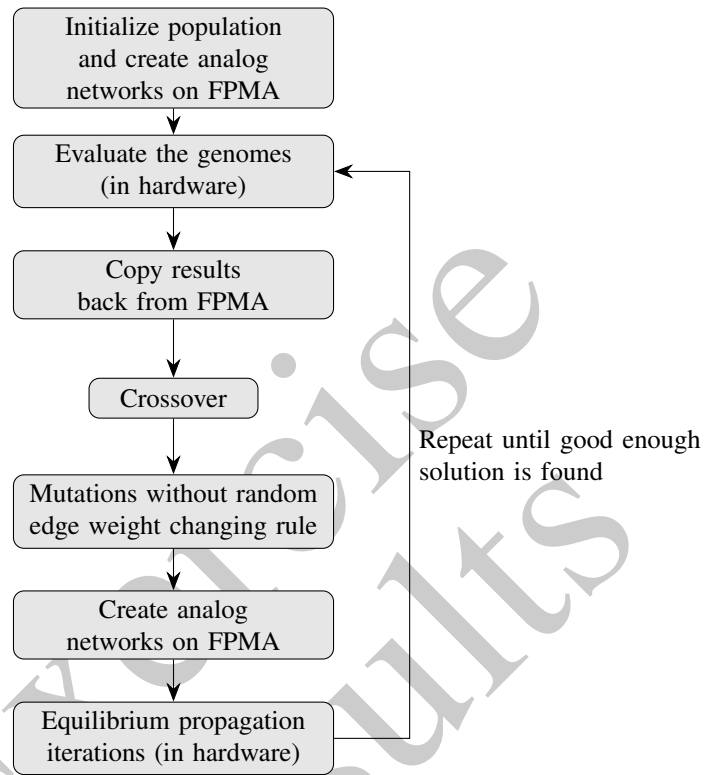 Initialize population
and create analog
networks on FPMA
Evaluate the genomes
(in hardware)
Copy results
back from FPMA
Crossover
Repeat until good enough
solution is found
Mutations without random
edge weight changing rule
Create analog
networks on FPMA
Equilibrium propagation
iterations (in hardware)